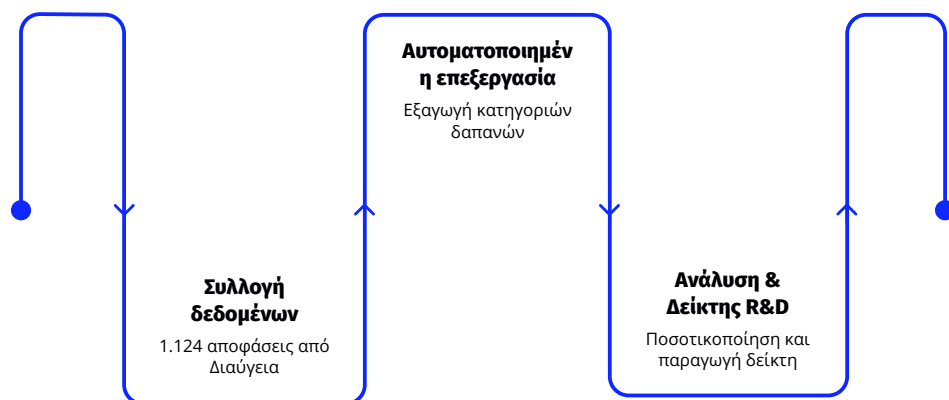 Συλλογή
δεδομένων
1.124 αποφάσεις από
Διαύγεια
Αυτοματοποιημέν
η επεξεργασία
Εξαγωγή κατηγοριών
δαπανών
Ανάλυση &
Δείκτης R&D
Ποσοτικοποίηση και
παραγωγή δείκτη